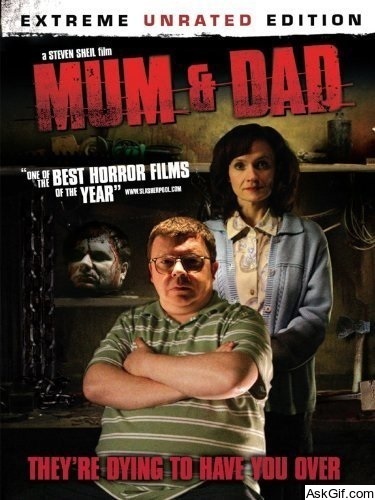 EXTREME UNRATED EDITION
a STEVEN SHEIL film
MUM & DAD
"ONE OF THE BEST HORROR FILMS
OF THE YEAR" WWW.SLASHERPOOL.COM
THEY'RE DYING TO HAVE YOU OVER
AskGif.com